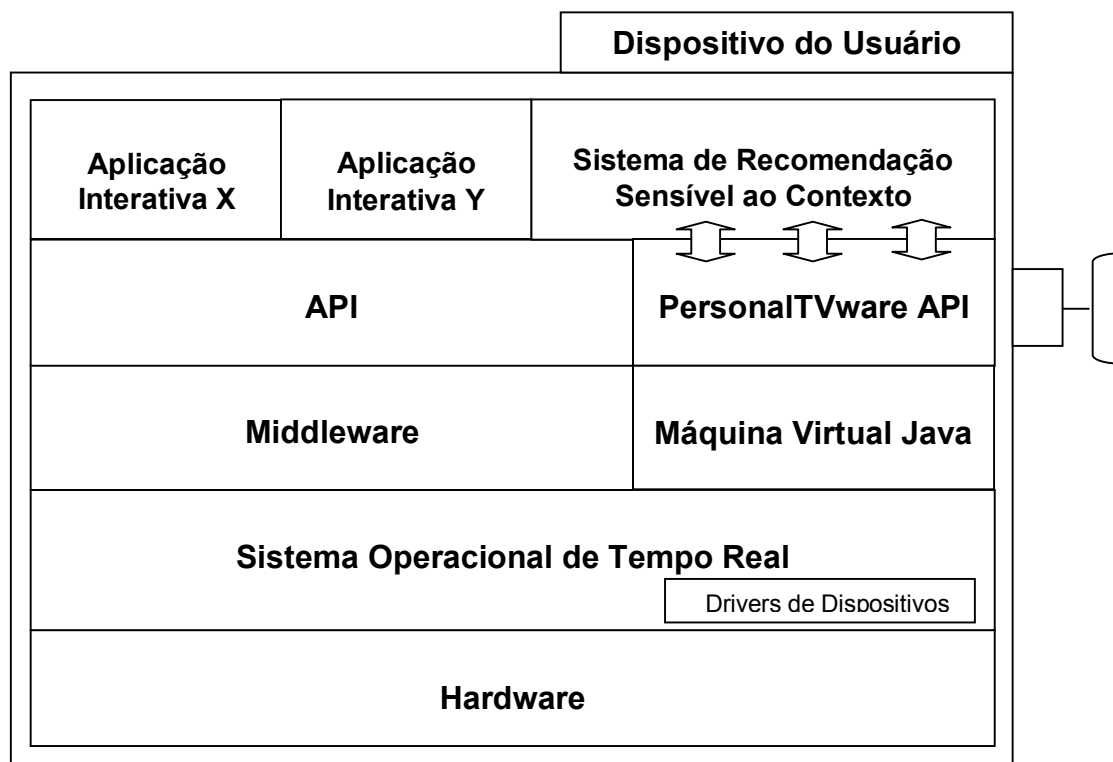 Dispositivo do Usuário
Aplicação
Interativa X
Aplicação
Interativa Y
Sistema de Recomendação
Sensível ao Contexto
API
PersonalTVware API
Middleware
Máquina Virtual Java
Sistema Operacional de Tempo Real
Drivers de Dispositivos
Hardware